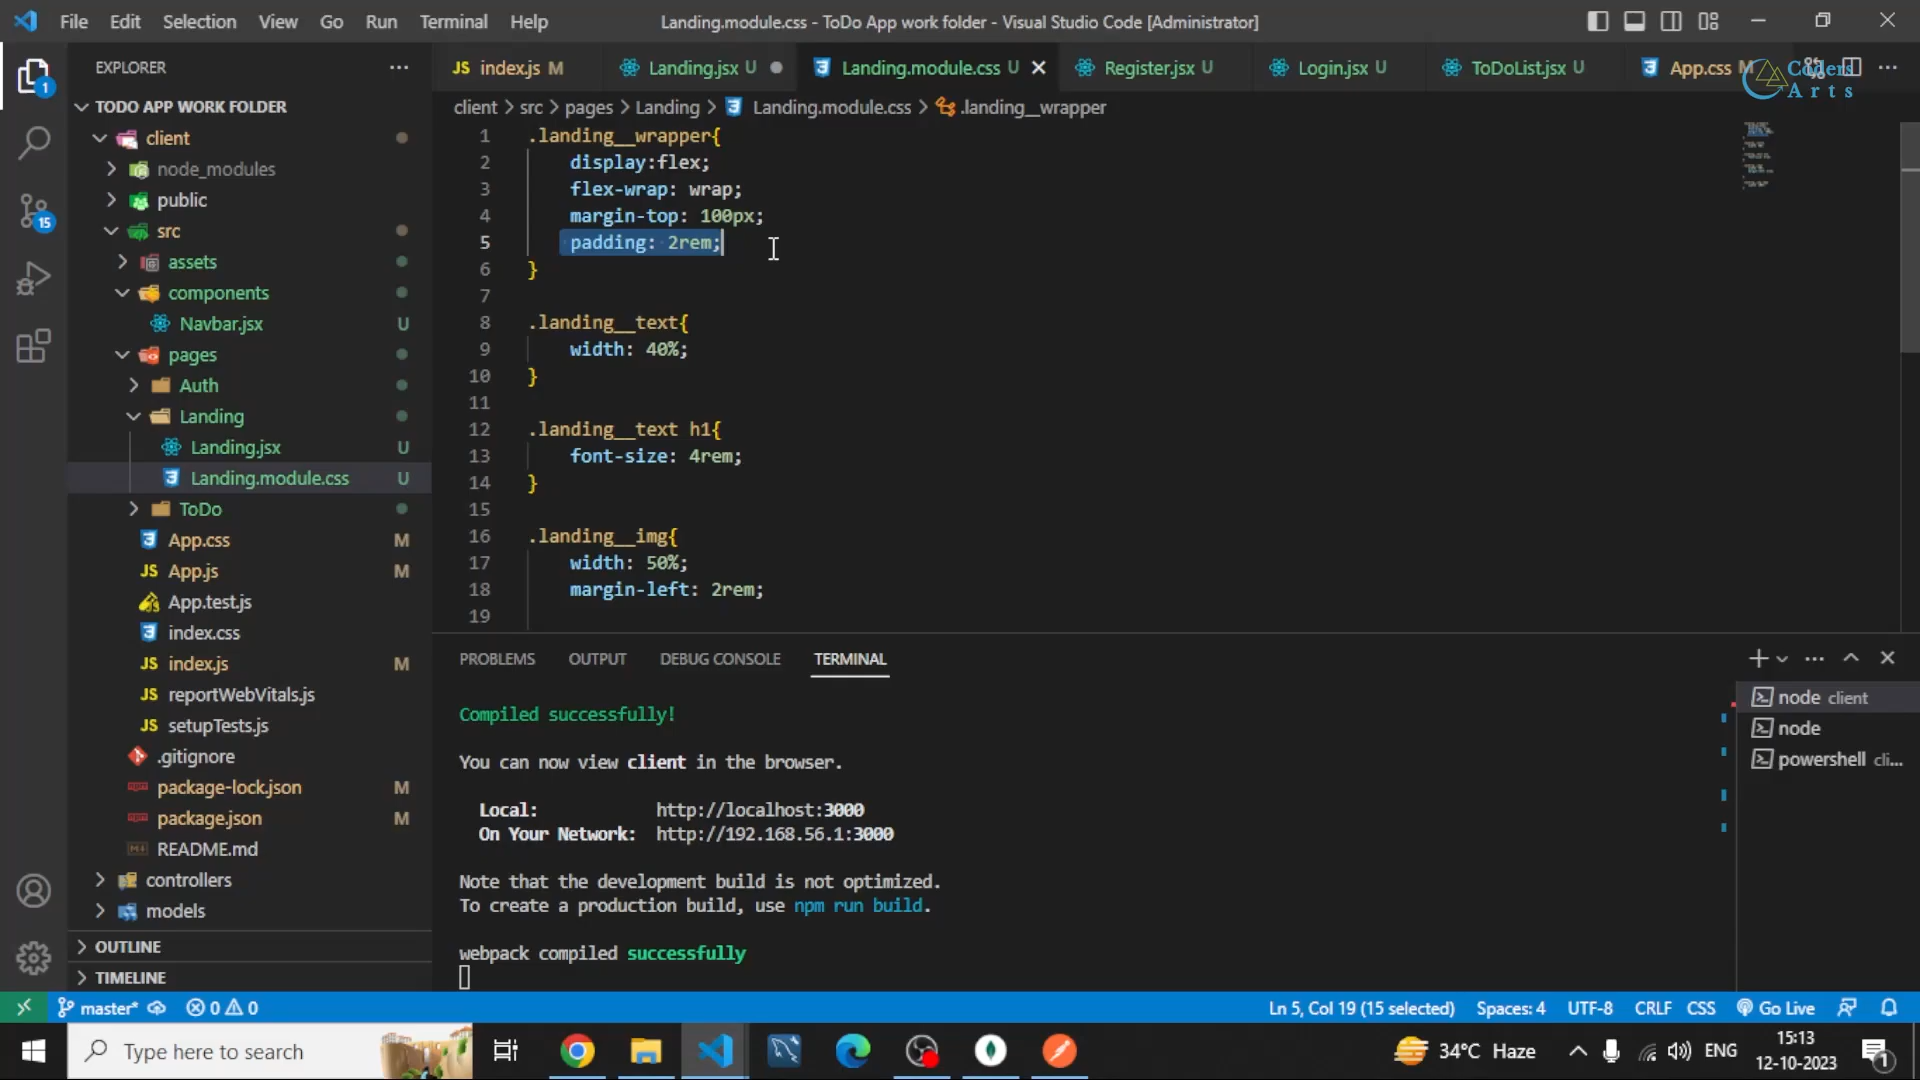 File Edit Selection View Go Run Terminal Help
Landing.module.css - ToDo App work folder - Visual Studio Code [Administrator]
EXPLORER
JS index.js M
Landing.jsx U
Landing.module.css U
Register.jsx U
Login.jsx U
ToDoList.jsx U
App.css M
Coders
Arts
client > src > pages > Landing > Landing.module.css > .landing__wrapper
1
TODO APP WORK FOLDER
client
node_modules
public
src
assets
components
Navbar.jsx U
pages
Auth
Landing
Landing.jsx U
Landing.module.css U
ToDo
App.css M
JS App.js M
App.test.js
index.css
JS index.js M
JS reportWebVitals.js
JS setupTests.js
.gitignore
package-lock.json M
package.json M
README.md
controllers
models
OUTLINE
TIMELINE
15
1 .landing__wrapper{
2 display:flex;
3 flex-wrap: wrap;
4 margin-top: 100px;
5 padding: 2rem;
6 }
7
8 .landing__text{
9 width: 40%;
10 }
11
12 .landing__text h1{
13 font-size: 4rem;
14 }
15
16 .landing__img{
17 width: 50%;
18 margin-left: 2rem;
19
PROBLEMS OUTPUT DEBUG CONSOLE TERMINAL
Compiled successfully!
You can now view client in the browser.
Local: http://localhost:3000
On Your Network: http://192.168.56.1:3000
Note that the development build is not optimized.
To create a production build, use npm run build.
webpack compiled successfully
node client
node
powershell cli...
master* 0 0
Ln 5, Col 19 (15 selected) Spaces: 4 UTF-8 CRLF CSS Go Live
Type here to search
34°C Haze
ENG
15:13
12-10-2023
1